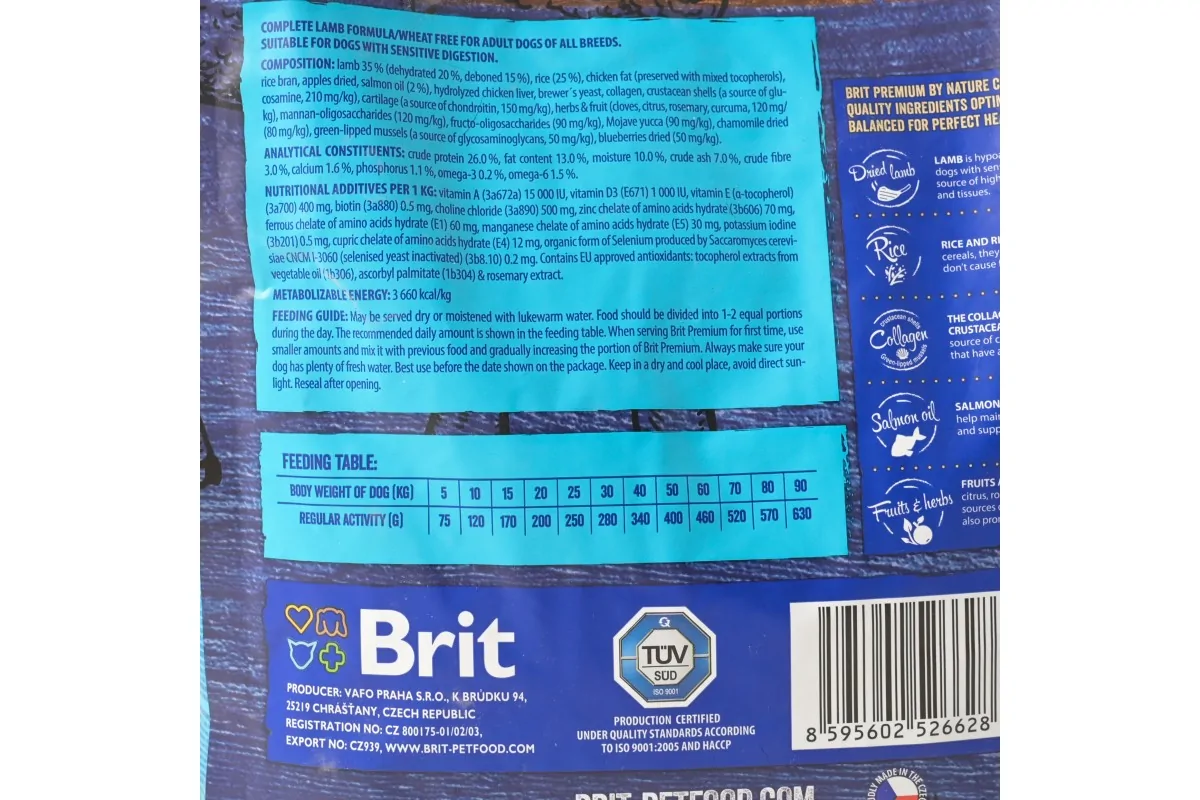 COMPLETE LAMB FORMULA/WHEAT FREE FOR ADULT DOGS OF ALL BREEDS.
SUITABLE FOR DOGS WITH SENSITIVE DIGESTION.
COMPOSITION: lamb 35 % (dehydrated 20 %, deboned 15 %), rice (25 %), chicken fat (preserved with mixed tocopherols),
rice bran, apples dried, salmon oil (2 %), hydrolyzed chicken liver, brewer´s yeast, collagen, crustacean shells (a source of glu-
cosamine, 210 mg/kg), cartilage (a source of chondroitin, 150 mg/kg), herbs & fruit (cloves, citrus, rosemary, curcuma, 120 mg/
kg), mannan-oligosaccharides (120 mg/kg), fructo-oligosaccharides (90 mg/kg), Mojave yucca (90 mg/kg), chamomile dried
(80 mg/kg), green-lipped mussels (a source of glycosaminoglycans, 50 mg/kg), blueberries dried (50 mg/kg).
ANALYTICAL CONSTITUENTS: crude protein 26.0 %, fat content 13.0 %, moisture 10.0 %, crude ash 7.0 %, crude fibre
3.0 %, calcium 1.6 %, phosphorus 1.1 %, omega-3 0.2 %, omega-6 1.5 %.
NUTRITIONAL ADDITIVES PER 1 KG: vitamin A (3a672a) 15 000 IU, vitamin D3 (E671) 1 000 IU, vitamin E (α-tocopherol)
(3a700) 400 mg, biotin (3a880) 0.5 mg, choline chloride (3a890) 500 mg, zinc chelate of amino acids hydrate (3b606) 70 mg,
ferrous chelate of amino acids hydrate (E1) 60 mg, manganese chelate of amino acids hydrate (E5) 30 mg, potassium iodine
(3b201) 0.5 mg, cupric chelate of amino acids hydrate (E4) 12 mg, organic form of Selenium produced by Saccaromyces cerevi-
siae CNCM I-3060 (selenised yeast inactivated) (3b8.10) 0.2 mg. Contains EU approved antioxidants: tocopherol extracts from
vegetable oil (1b306), ascorbyl palmitate (1b304) & rosemary extract.
METABOLIZABLE ENERGY: 3 660 kcal/kg
FEEDING GUIDE: May be served dry or moistened with lukewarm water. Food should be divided into 1-2 equal portions
during the day. The recommended daily amount is shown in the feeding table. When serving Brit Premium for first time, use
smaller amounts and mix it with previous food and gradually increasing the portion of Brit Premium. Always make sure your
dog has plenty of fresh water. Best use before the date shown on the package. Keep in a dry and cool place, avoid direct sun-
light. Reseal after opening.
FEEDING TABLE:
BODY WEIGHT OF DOG (KG) 5 10 15 20 25 30 40 50 60 70 80 90
REGULAR ACTIVITY (G) 75 120 170 200 250 280 340 400 460 520 570 630
BRIT PREMIUM BY NATURE C
QUALITY INGREDIENTS OPTI
BALANCED FOR PERFECT HE
Dried lamb
LAMB is hypo
dogs with sen
source of high
and tissues.
Rice
RICE AND RI
cereals, they
don't cause
crustacean shells
Collagen
Green-lipped mussels
THE COLLAG
CRUSTACEA
source of c
that have a
Salmon oil
SALMON
help mai
and supp
Fruits & herbs
FRUITS A
citrus, ro
sources
also pro
Brit
PRODUCER: VAFO PRAHA S.R.O., K BRŮDKU 94,
25219 CHRÁŠŤANY, CZECH REPUBLIC
REGISTRATION NO: CZ 800175-01/02/03,
EXPORT NO: CZ939, WWW.BRIT-PETFOOD.COM
TÜV
SÜD
ISO 9001
PRODUCTION CERTIFIED
UNDER QUALITY STANDARDS ACCORDING
TO ISO 9001:2005 AND HACCP
8 595602 526628
BRIT-PETFOOD.COM
DLY MADE IN THE CZE